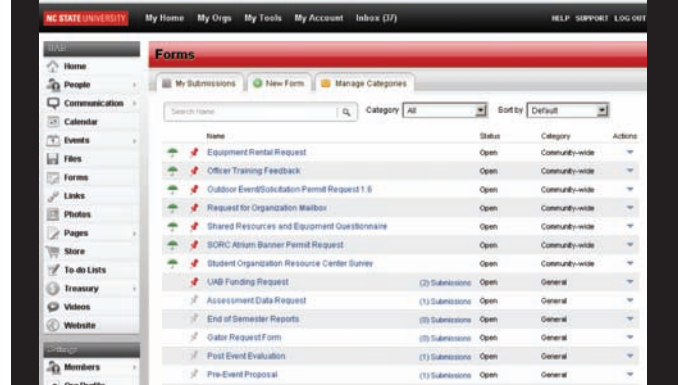 NC STATE UNIVERSITY My Home My Orgs My Tools My Account Inbox (37) HELP SUPPORT LOG OUT
UAB
Home
People
Communication
Calendar
Events
Files
Forms
Links
Photos
Pages
Store
To do Lists
Treasury
Videos
Website
Settings
Members
Org Profile
Forms
My Submissions New Form Manage Categories
Search Name Category All Sort by Default
Name Status Category Actions
Equipment Rental Request Open Community-wide
Officer Training Feedback Open Community-wide
Outdoor Event/Solicitation Permit Request 1.6 Open Community-wide
Request for Organization Mailbox Open Community-wide
Shared Resources and Equipment Questionnaire Open Community-wide
SORC Atrium Banner Permit Request Open Community-wide
Student Organization Resource Center Survey Open Community-wide
UAB Funding Request (2) Submissions Open General
Assessment Data Request (1) Submissions Open General
End of Semester Reports (0) Submissions Open General
Gator Request Form (0) Submissions Open General
Post Event Evaluation (1) Submissions Open General
Pre-Event Proposal (1) Submissions Open General